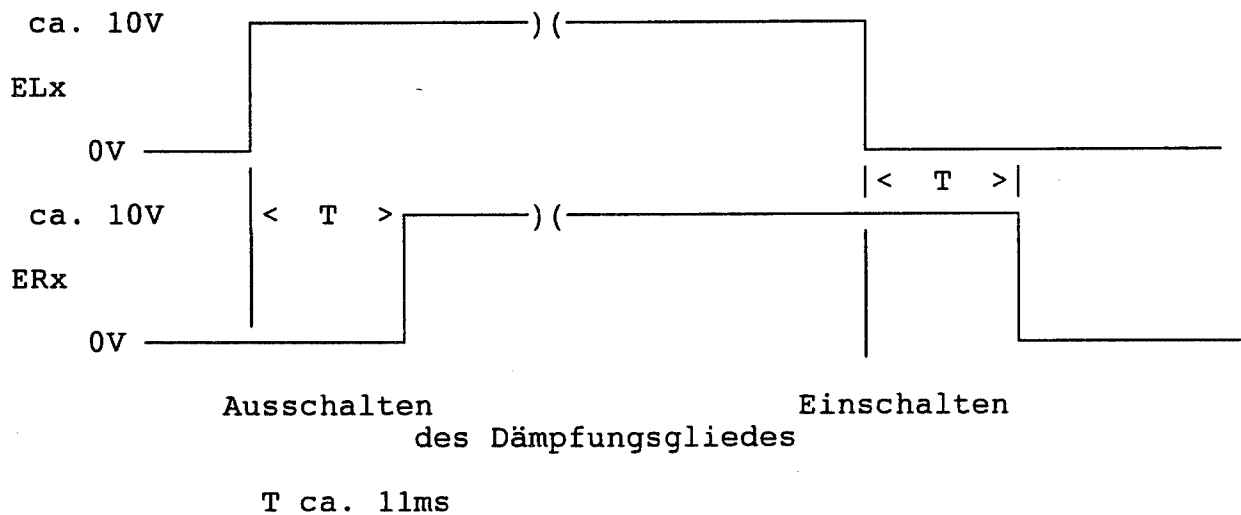 ca. 10V )(
ELx
0V
|< T >|
ca. 10V < T > )(
ERx
0V
Ausschalten Einschalten
des Dämpfungsgliedes
T ca. 11ms